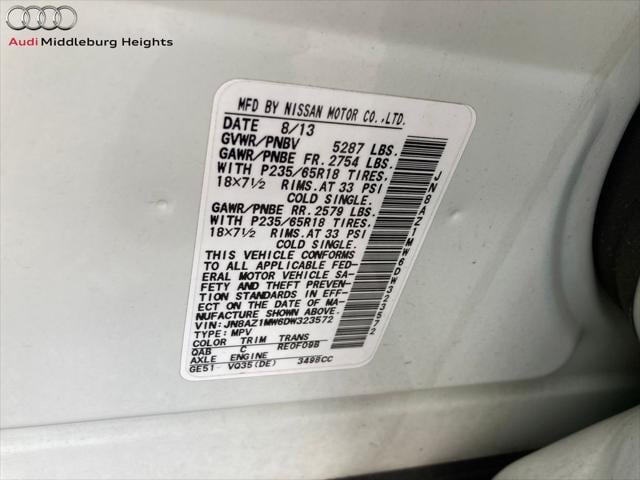 Audi Middleburg Heights
MFD BY NISSAN MOTOR CO.,LTD.
DATE 8/13
GVWR/PNBV 5287 LBS.
GAWR/PNBE FR. 2754 LBS.
WITH P235/65R18 TIRES,
18×7½ RIMS.AT 33 PSI
COLD SINGLE.
GAWR/PNBE RR. 2579 LBS.
WITH P235/65R18 TIRES,
18×7½ RIMS.AT 33 PSI
COLD SINGLE.
THIS VEHICLE CONFORMS
TO ALL APPLICABLE FED-
ERAL MOTOR VEHICLE SA-
FETY AND THEFT PREVEN-
TION STANDARDS IN EFF-
ECT ON THE DATE OF MA-
NUFACTURE SHOWN ABOVE.
VIN: JN8AZ1MW6DW323572
TYPE: MPV
COLOR TRIM TRANS
QAB C RE0F09B
AXLE ENGINE
GE51 VQ35(DE) 3498CC
JN8AZ1MW6DW323572